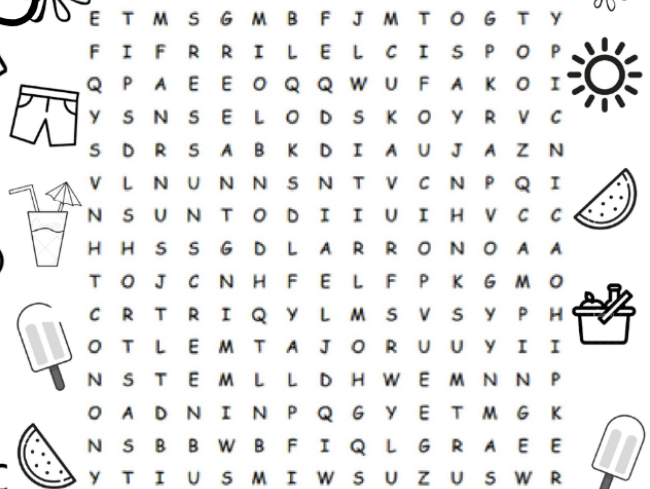 E T M S G M B F J M T O G T Y
F I F R R I L E L C I S P O P
Q P A E E O Q Q W U F A K O I
Y S N S E L O D S K O Y R V C
S D R S A B K D I A U J A Z N
V L N U N N S N T V C N P Q I
N S U N T O D I I U I H V C C
H H S S G D L A R R O N O A A
T O J C N H F E L F P K G M O
C R T R I Q Y L M S V S Y P H
O T L E M T A J O R U U Y I I
N S T E M L L D H W E M N N P
O A D N I N P Q G Y E T M G K
N S B B W B F I Q L G R A E E
Y T I U S M I W S U Z U S W R